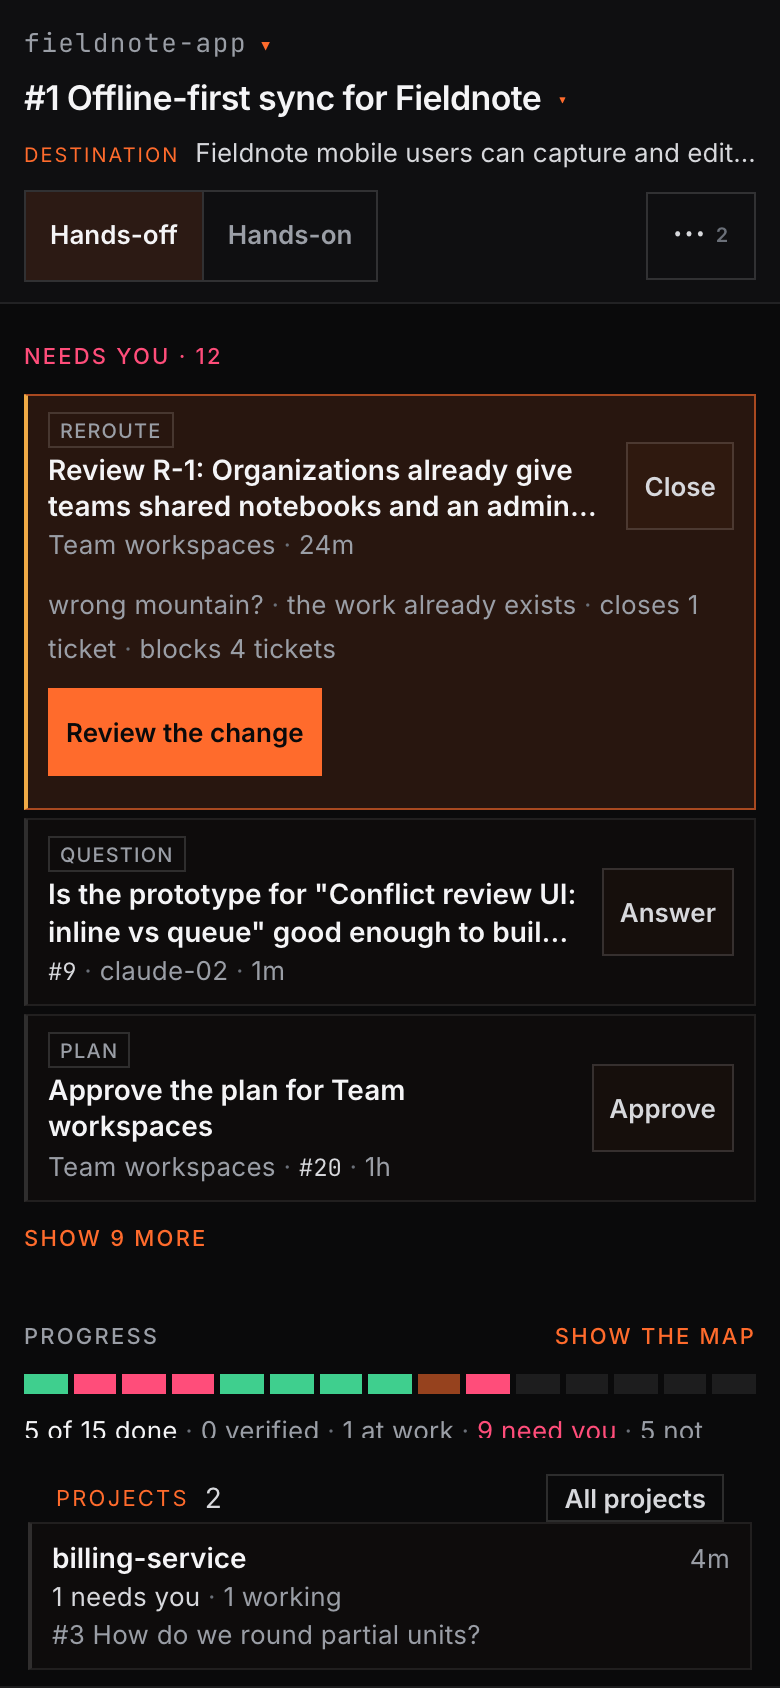 fieldnote-app ▾
#1 Offline-first sync for Fieldnote ▾
DESTINATION Fieldnote mobile users can capture and edit...
Hands-off Hands-on ··· 2
NEEDS YOU · 12
REROUTE
Review R-1: Organizations already give
teams shared notebooks and an admin...
Close
Team workspaces · 24m
wrong mountain? · the work already exists · closes 1
ticket · blocks 4 tickets
Review the change
QUESTION
Is the prototype for "Conflict review UI:
inline vs queue" good enough to buil...
Answer
#9 · claude-02 · 1m
PLAN
Approve the plan for Team
workspaces
Approve
Team workspaces · #20 · 1h
SHOW 9 MORE
PROGRESS SHOW THE MAP
5 of 15 done · 0 verified · 1 at work · 9 need you · 5 not
PROJECTS 2 All projects
billing-service 4m
1 needs you · 1 working
#3 How do we round partial units?